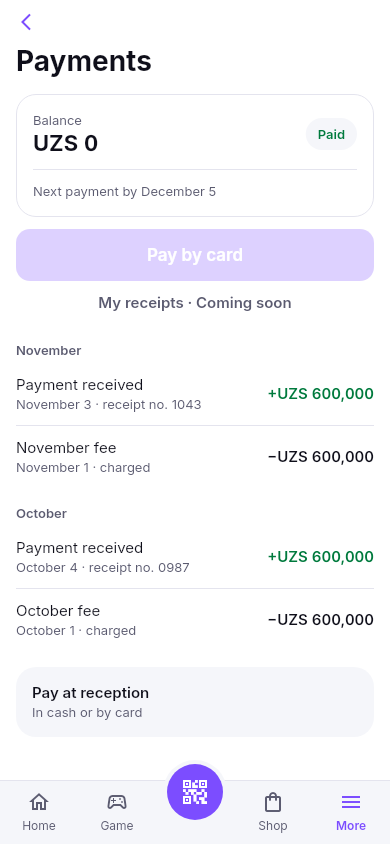 Payments
Balance
UZS 0
Paid
Next payment by December 5
Pay by card
My receipts · Coming soon
November
Payment received
+UZS 600,000
November 3 · receipt no. 1043
November fee
−UZS 600,000
November 1 · charged
October
Payment received
+UZS 600,000
October 4 · receipt no. 0987
October fee
−UZS 600,000
October 1 · charged
Pay at reception
In cash or by card
Home
Game
Shop
More